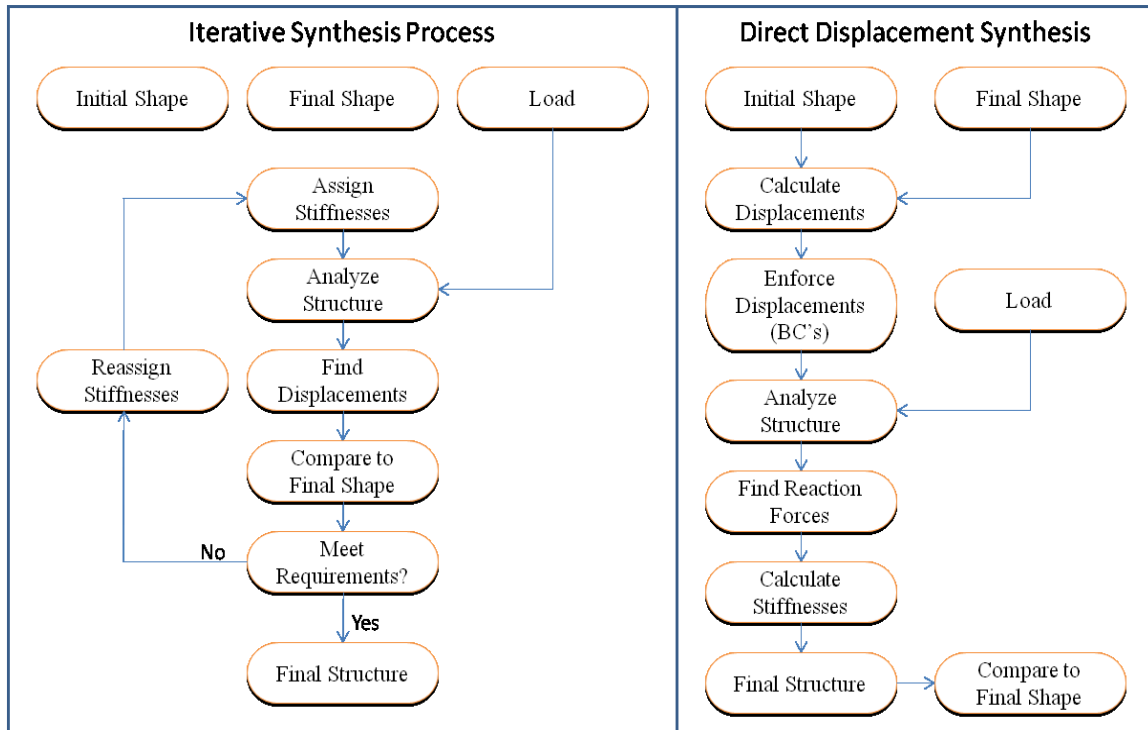 Iterative Synthesis Process
Initial Shape
Final Shape
Load
Assign
Stiffnesses
Analyze
Structure
Reassign
Stiffnesses
Find
Displacements
Compare to
Final Shape
No
Meet
Requirements?
Yes
Final Structure
Direct Displacement Synthesis
Initial Shape
Final Shape
Calculate
Displacements
Enforce
Displacements
(BC's)
Load
Analyze
Structure
Find Reaction
Forces
Calculate
Stiffnesses
Final Structure
Compare to
Final Shape